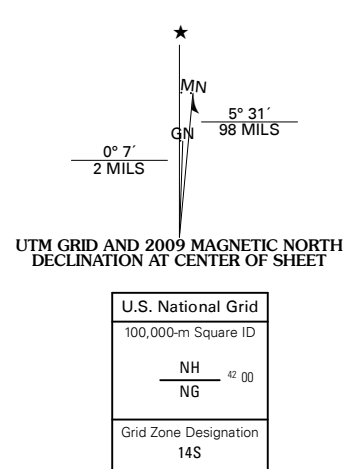 ★
MN
5° 31´
98 MILS
GN
0° 7´
2 MILS
UTM GRID AND 2009 MAGNETIC NORTH
DECLINATION AT CENTER OF SHEET
U.S. National Grid
100,000-m Square ID
NH
42 00
NG
Grid Zone Designation
14S